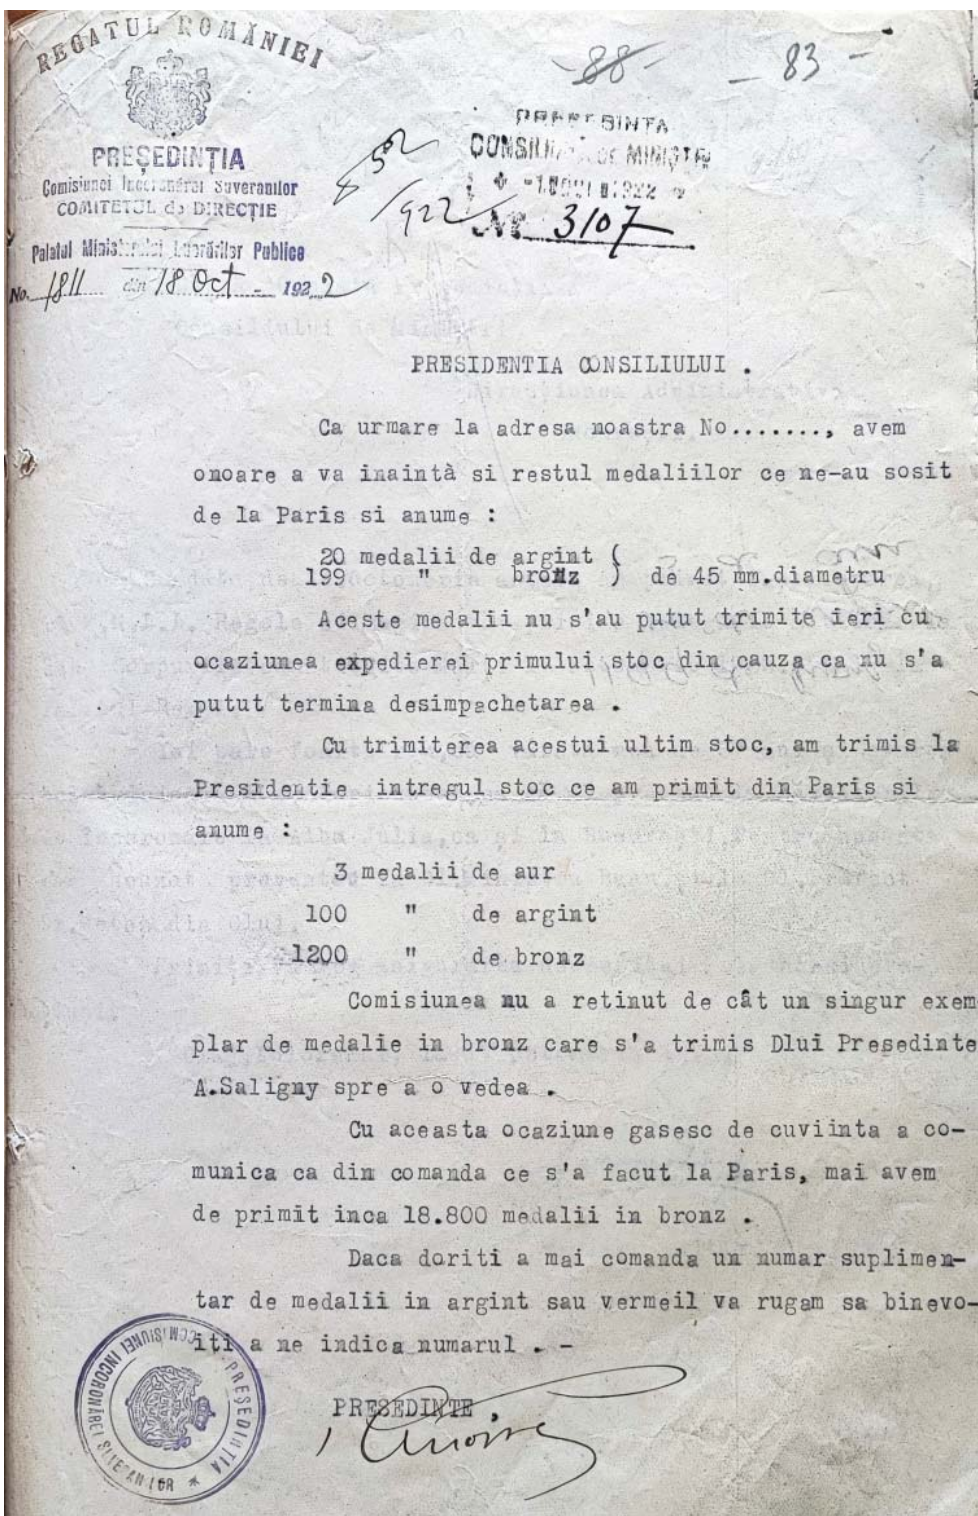 REGATUL ROMÂNIEI
-88-
- 83 -
PREȘEDINȚIA
Comisiunei Incoronărei Suveranilor
COMITETUL de DIRECȚIE
Palatul Ministerului Lucrărilor Publice
No. 1811 din 18 Oct - 1922
CONSILIULUI DE MINIȘTRI
1922
Nr 3107
922
PRESIDENTIA CONSILIULUI .
Ca urmare la adresa noastra No......., avem
onoare a va inaintà si restul medaliilor ce ne-au sosit
de la Paris si anume :
20 medalii de argint (
199 " bronz ) de 45 mm.diametru
Aceste medalii nu s'au putut trimite ieri cu
ocaziunea expedierei primului stoc din cauza ca nu s'a
putut termina desimpachetarea .
Cu trimiterea acestui ultim stoc, am trimis la
Presidentie intregul stoc ce am primit din Paris si
anume :
3 medalii de aur
100 " de argint
1200 " de bronz
Comisiunea nu a retinut de cât un singur exem
plar de medalie in bronz care s'a trimis Dlui Presedinte
A.Saligny spre a o vedea .
Cu aceasta ocaziune gasesc de cuviinta a co-
munica ca din comanda ce s'a facut la Paris, mai avem
de primit inca 18.800 medalii in bronz .
Daca doriti a mai comanda un numar suplimen-
tar de medalii in argint sau vermeil va rugam sa binevo-
iti a ne indica numarul . -
PRESEDINTE ,
PREȘEDINȚIA
COMISIUNEI INCORONAREI SUVERANILOR